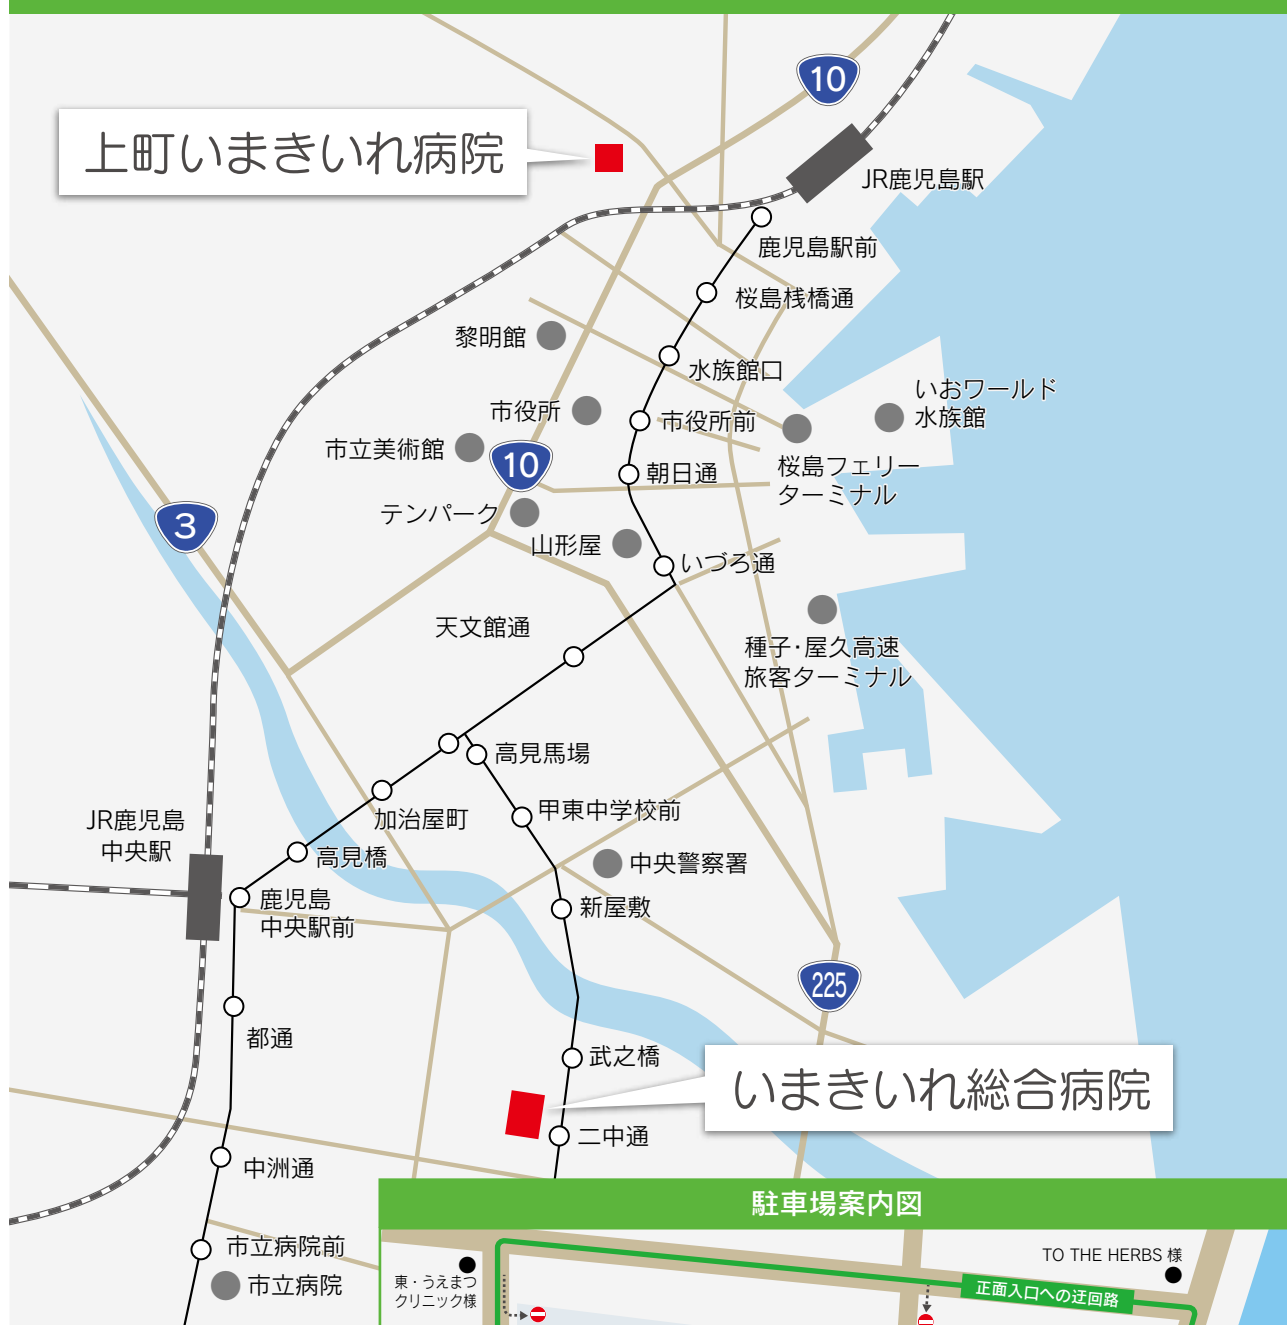 10
上町いまきいれ病院
JR鹿児島駅
鹿児島駅前
桜島桟橋通
黎明館
水族館口
いおワールド
水族館
市役所
市役所前
市立美術館
10
朝日通
桜島フェリー
ターミナル
3
テンパーク
山形屋
いづろ通
天文館通
種子・屋久高速
旅客ターミナル
高見馬場
加治屋町
甲東中学校前
JR鹿児島
中央駅
高見橋
中央警察署
鹿児島
中央駅前
新屋敷
225
都通
武之橋
いまきいれ総合病院
二中通
中洲通
駐車場案内図
市立病院前
市立病院
東・うえまつ
クリニック様
TO THE HERBS 様
正面入口への迂回路